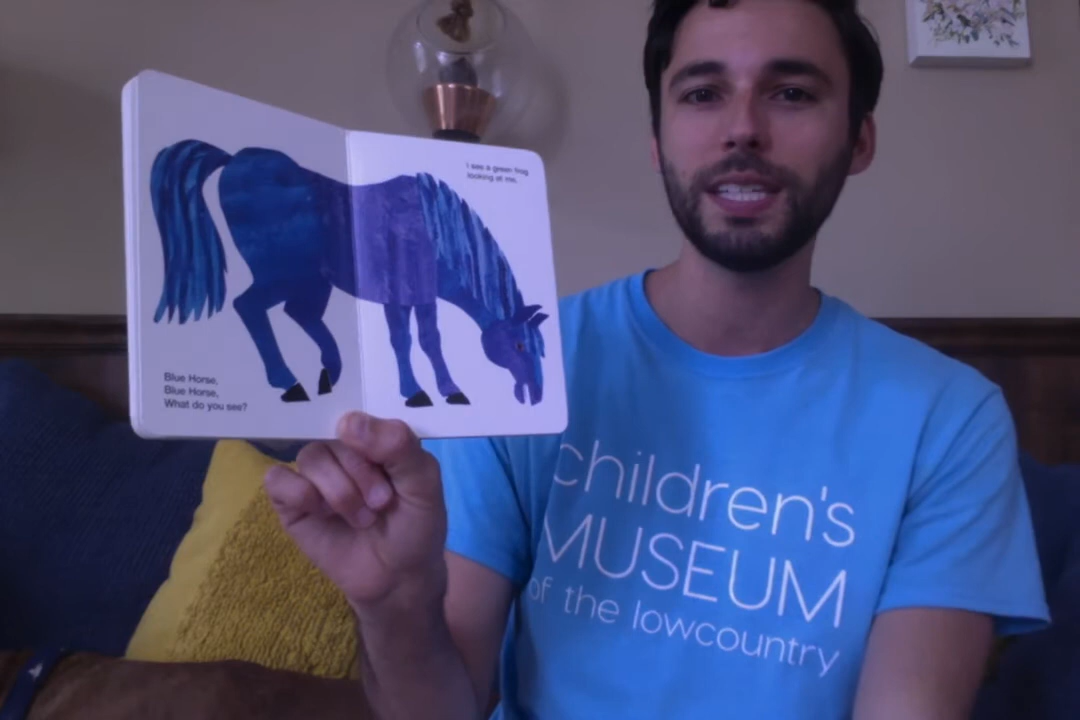 I see a green frog
looking at me.
Blue Horse,
Blue Horse,
What do you see?
children's
MUSEUM
of the lowcountry